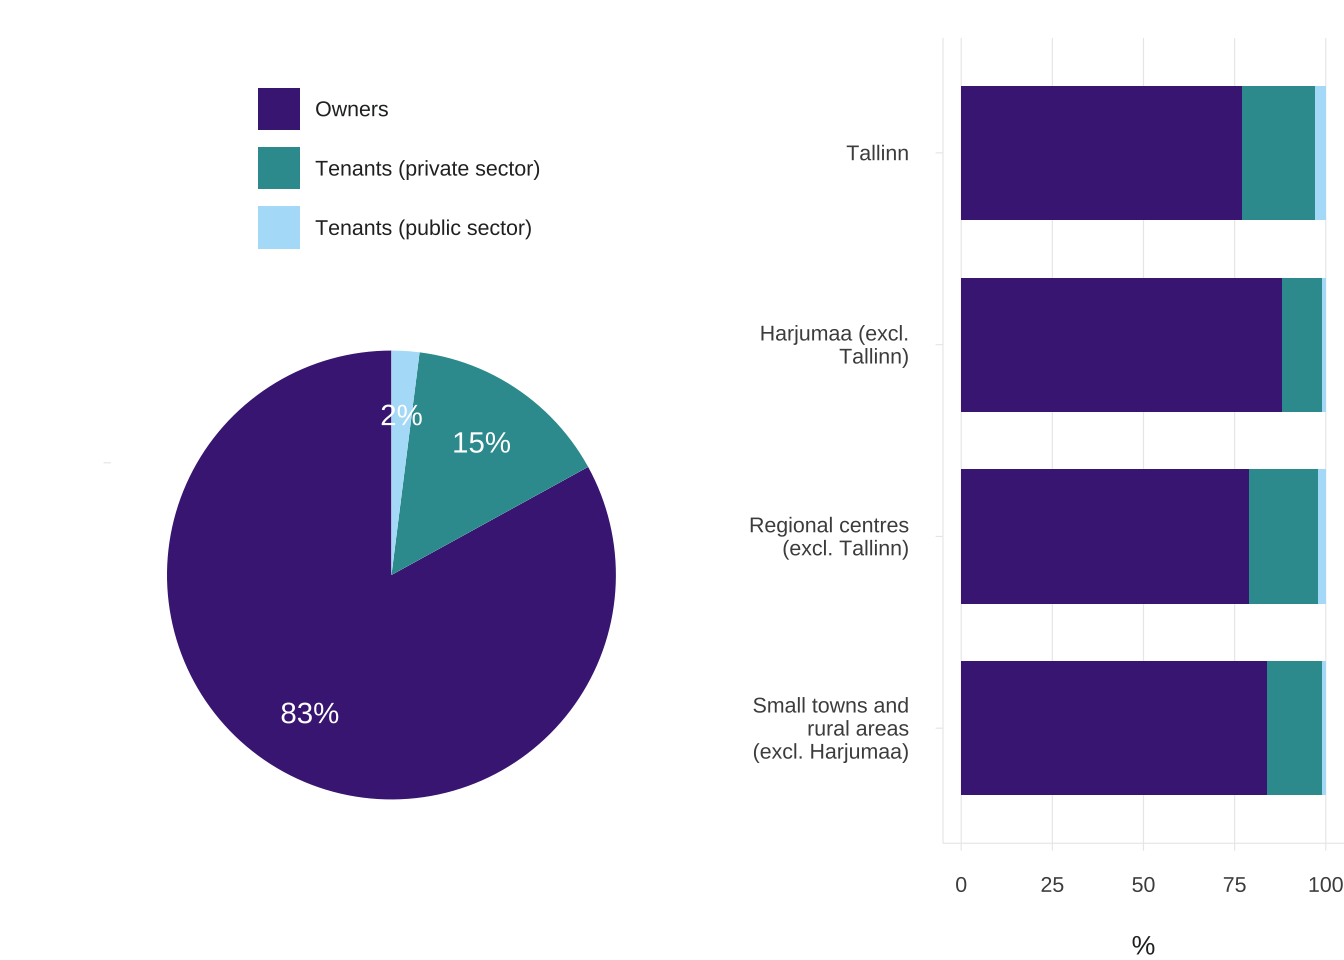 Owners
Tenants (private sector)
Tenants (public sector)
2%
15%
83%
Tallinn
Harjumaa (excl.
Tallinn)
Regional centres
(excl. Tallinn)
Small towns and
rural areas
(excl. Harjumaa)
0 25 50 75 100
%